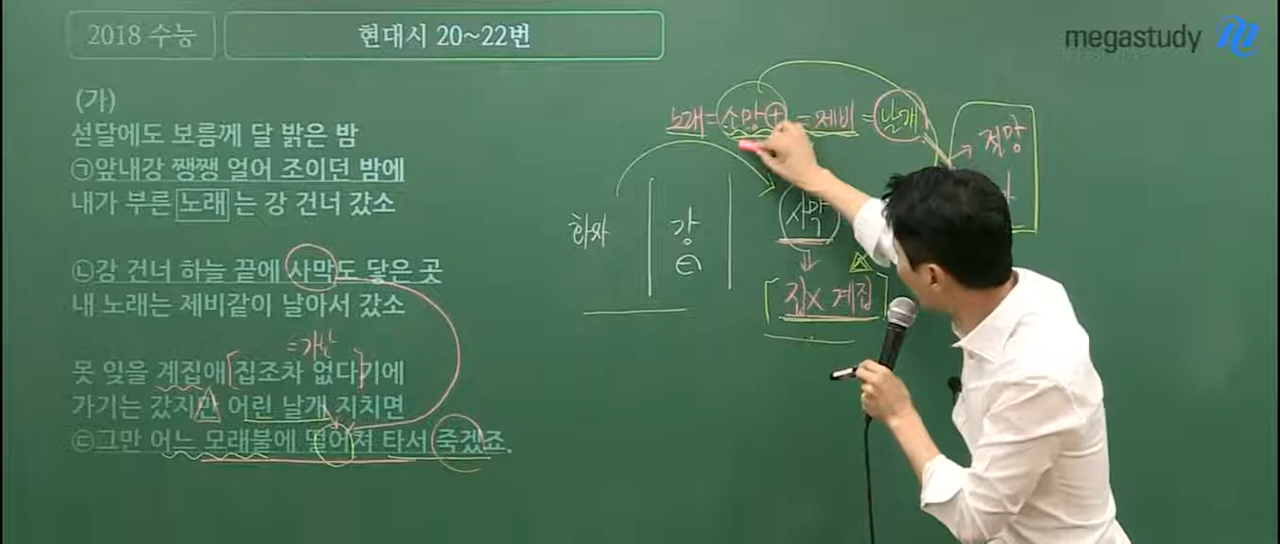 2018 수능
현대시 20~22번
megastudy
(가)
섣달에도 보름께 달 밝은 밤
㉠앞내강 쨍쨍 얼어 조이던 밤에
내가 부른 노래는 강 건너 갔소
㉡강 건너 하늘 끝에 사막도 닿은 곳
내 노래는 제비같이 날아서 갔소
=가난
못 잊을 계집애 집조차 없다기에
가기는 갔지만 어린 날개 지치면
㉢그만 어느 모래불에 떨어져 타서 죽겠죠.
노래=소망(+)=제비=날개
절망
화자
강
사막
집X 계집